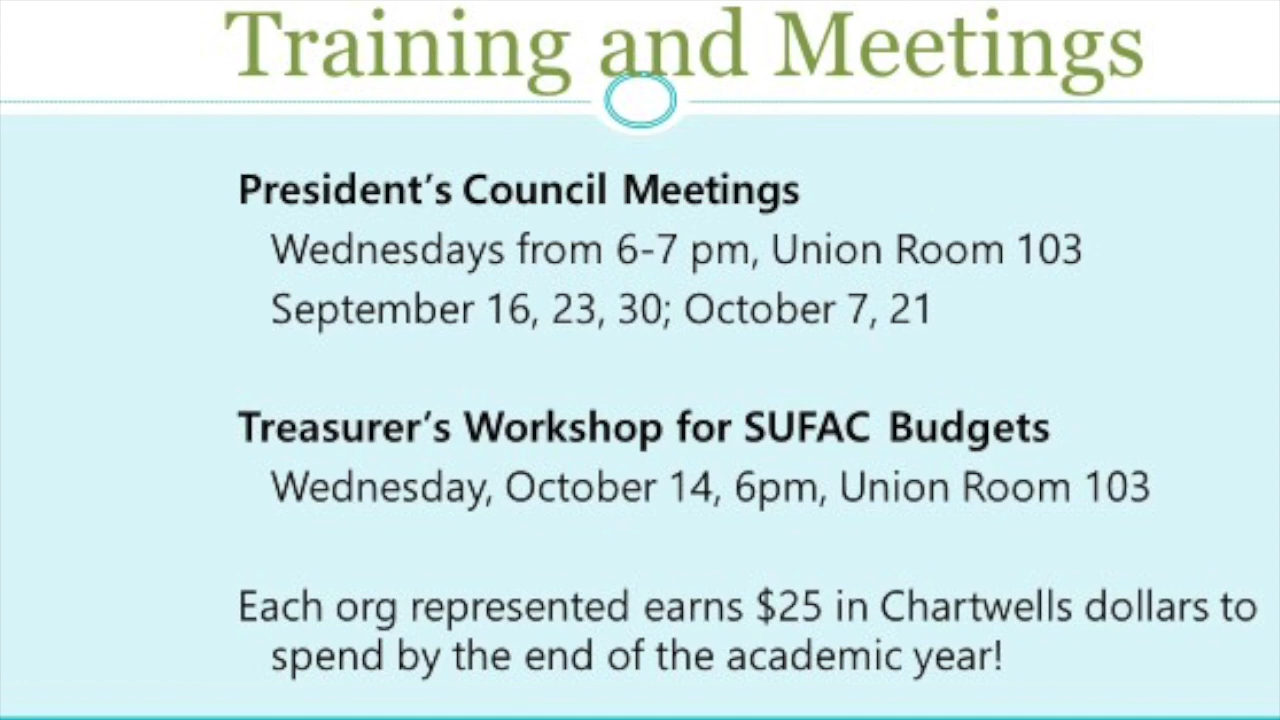 Training and Meetings
President’s Council Meetings
Wednesdays from 6-7 pm, Union Room 103
September 16, 23, 30; October 7, 21
Treasurer’s Workshop for SUFAC Budgets
Wednesday, October 14, 6pm, Union Room 103
Each org represented earns $25 in Chartwells dollars to
spend by the end of the academic year!